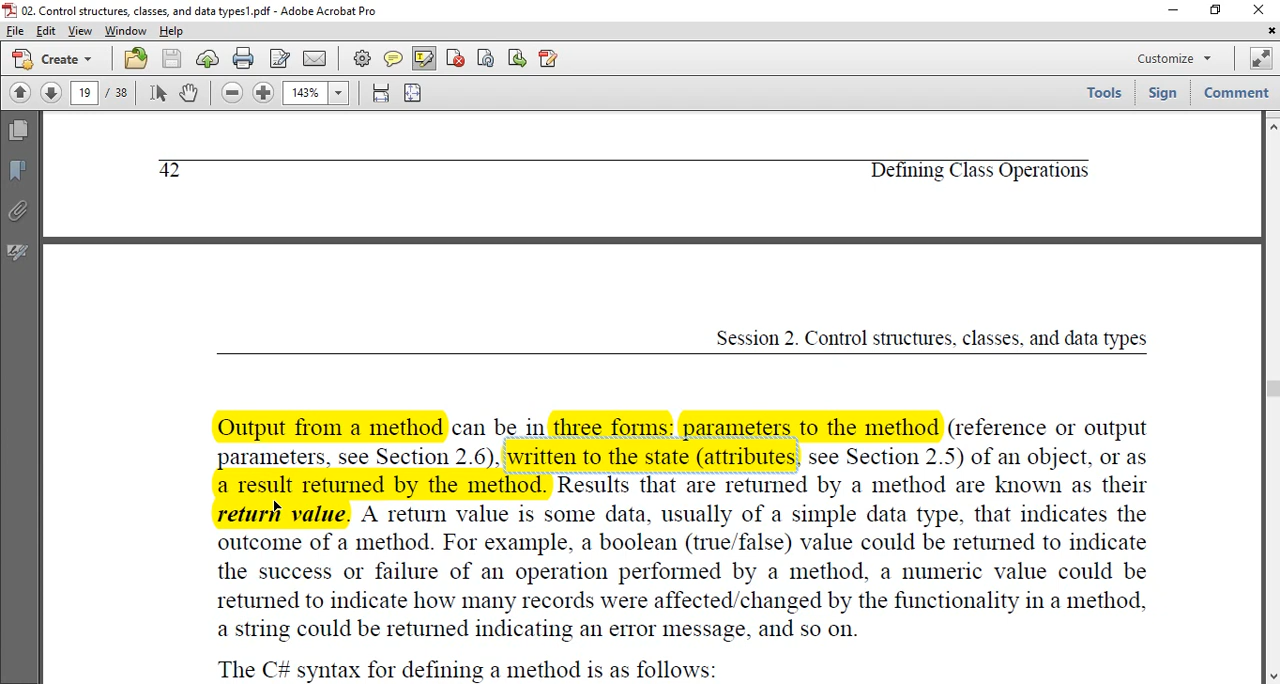 02. Control structures, classes, and data types1.pdf - Adobe Acrobat Pro
File Edit View Window Help
Create Customize
19 / 38 143% Tools Sign Comment
42 Defining Class Operations
Session 2. Control structures, classes, and data types
Output from a method can be in three forms: parameters to the method (reference or output
parameters, see Section 2.6), written to the state (attributes, see Section 2.5) of an object, or as
a result returned by the method. Results that are returned by a method are known as their
return value. A return value is some data, usually of a simple data type, that indicates the
outcome of a method. For example, a boolean (true/false) value could be returned to indicate
the success or failure of an operation performed by a method, a numeric value could be
returned to indicate how many records were affected/changed by the functionality in a method,
a string could be returned indicating an error message, and so on.
The C# syntax for defining a method is as follows: